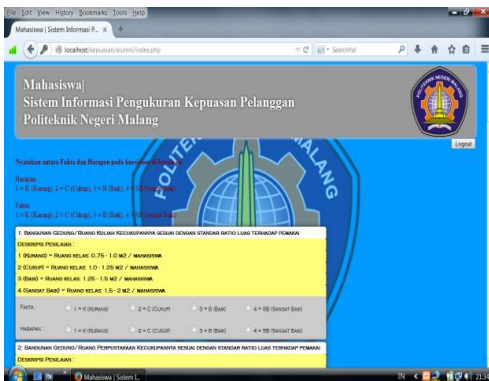 File Edit View History Bookmarks Tools Help
Mahasiswa | Sistem Informasi P...
localhost/kepuasan/alumni/index.php
Search
Mahasiswa|
Sistem Informasi Pengukuran Kepuasan Pelanggan
Politeknik Negeri Malang
Logout
Nyatakan antara Fakta dan Harapan pada
Harapan:
1 = K (Kurang), 2 = C (Cukup), 3 = B (Baik), 4 = SB (Sangat Baik)
Fakta:
1 = K (Kurang), 2 = C (Cukup), 3 = B (Baik), 4 = SB (Sangat Baik)
1. BANGUNAN GEDUNG/RUANG KULIAH KECUKUPANNYA SESUAI DENGAN STANDAR RATIO LUAS TERHADAP PEMAKAI
DESKRIPSI PENILAIAN :
1 (KURANG) = RUANG KELAS: 0.75 - 1.0 M2 / MAHASISWA
2 (CUKUP) = RUANG KELAS: 1.0 - 1.25 M2 / MAHASISWA
3 (BAIK) = RUANG KELAS: 1.25 - 1.5 M2 / MAHASISWA
4 (SANGAT BAIK) = RUANG KELAS: 1.5 - 2 M2 / MAHASISWA
FAKTA : 1 = K (KURANG) 2 = C (CUKUP) 3 = B (BAIK) 4 = SB (SANGAT BAIK)
HARAPAN : 1 = K (KURANG) 2 = C (CUKUP) 3 = B (BAIK) 4 = SB (SANGAT BAIK)
2. BANGUNAN GEDUNG/RUANG PERPUSTAKAAN KECUKUPANNYA SESUAI DENGAN STANDAR RATIO LUAS TERHADAP PEMAKAI
DESKRIPSI PENILAIAN :
Mahasiswa | Sistem I...
IN
21:34